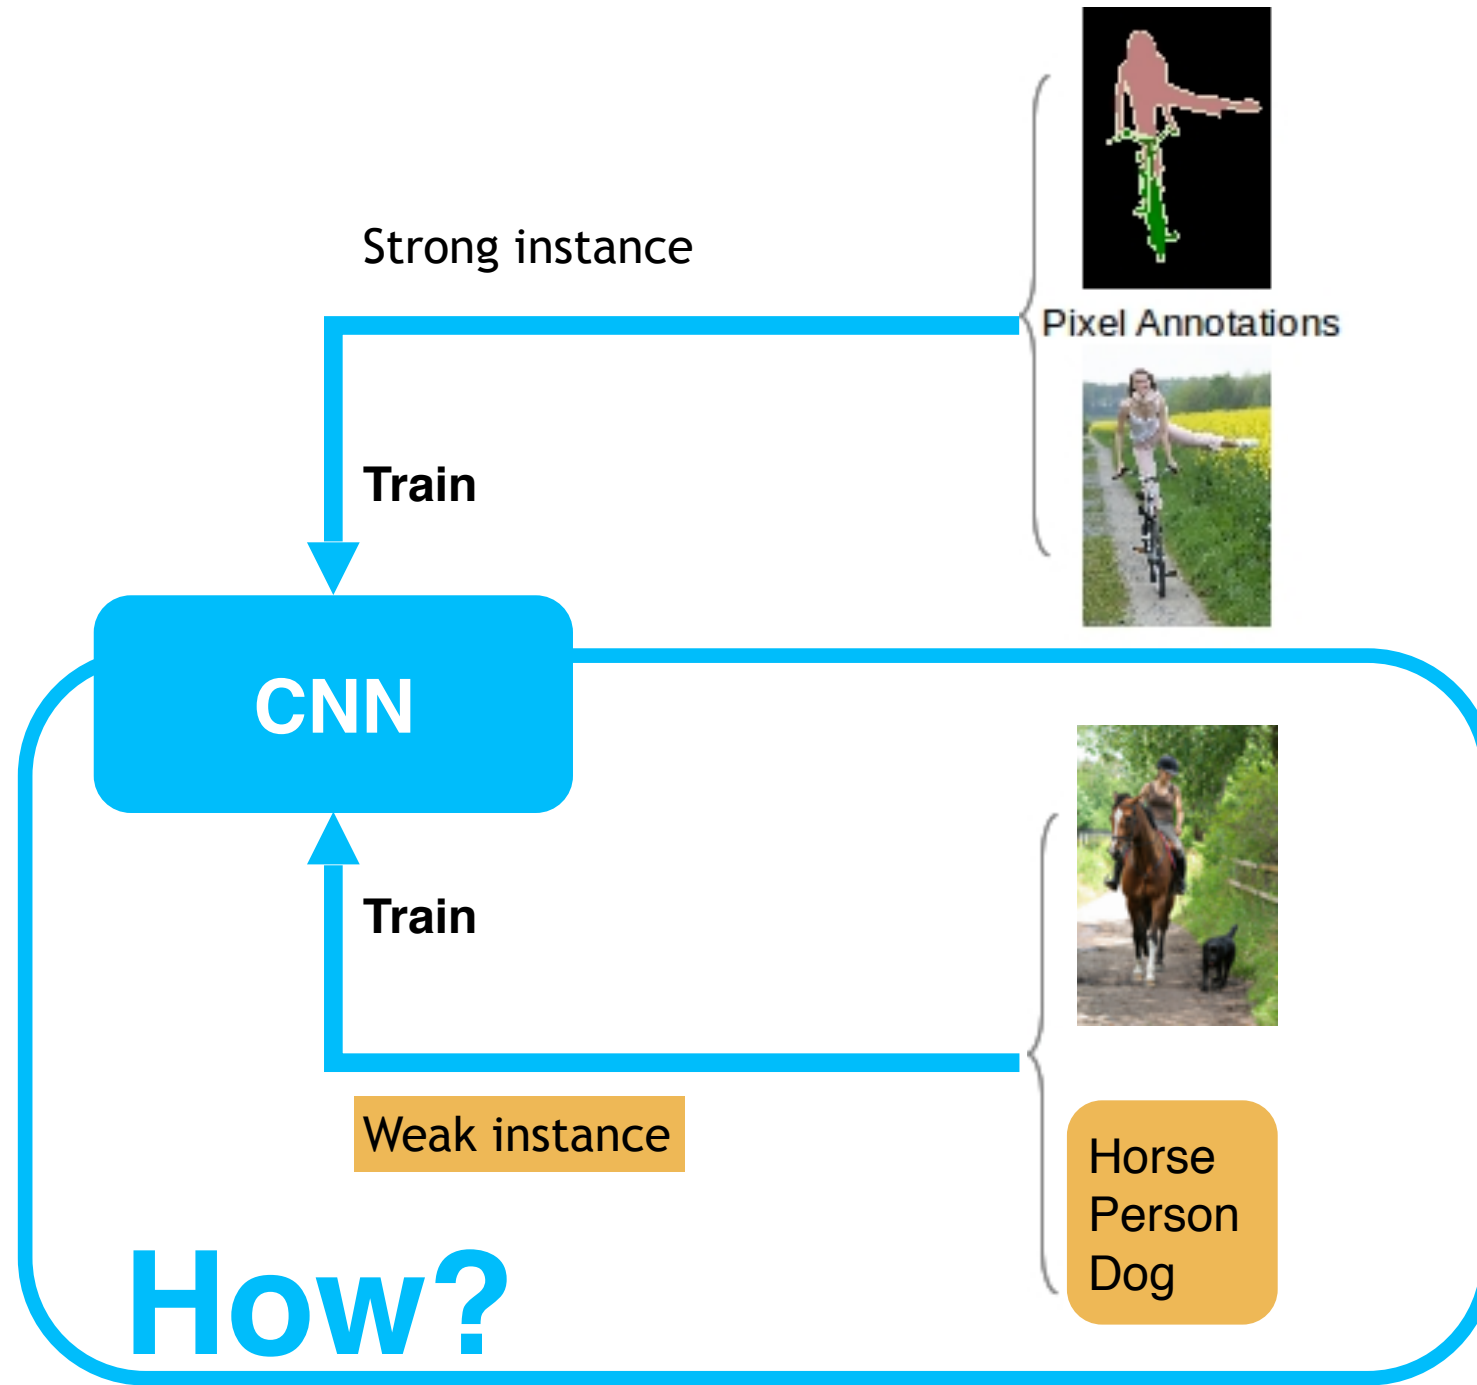 Strong instance
Pixel Annotations
Train
CNN
Train
Weak instance
Horse
Person
Dog
How?